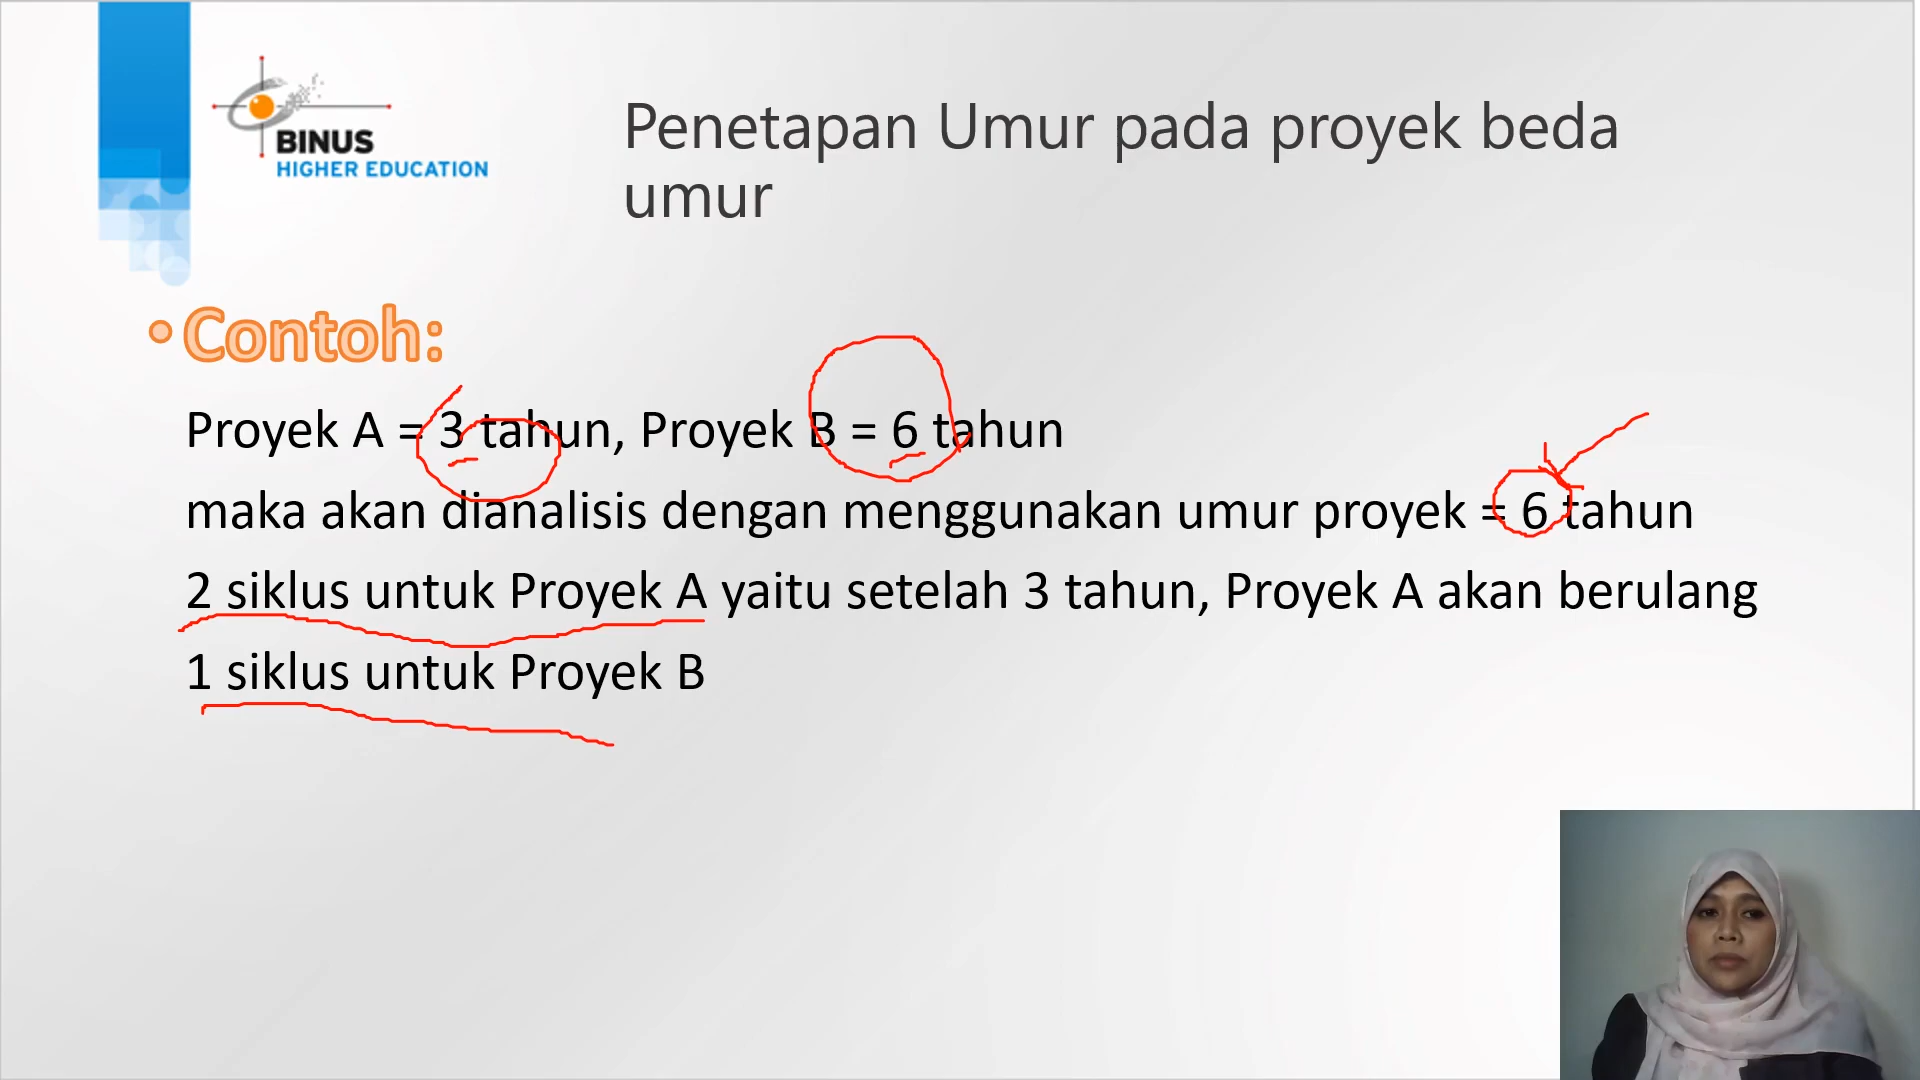 BINUS
HIGHER EDUCATION
Penetapan Umur pada proyek beda
umur
• Contoh:
Proyek A = 3 tahun, Proyek B = 6 tahun
maka akan dianalisis dengan menggunakan umur proyek = 6 tahun
2 siklus untuk Proyek A yaitu setelah 3 tahun, Proyek A akan berulang
1 siklus untuk Proyek B